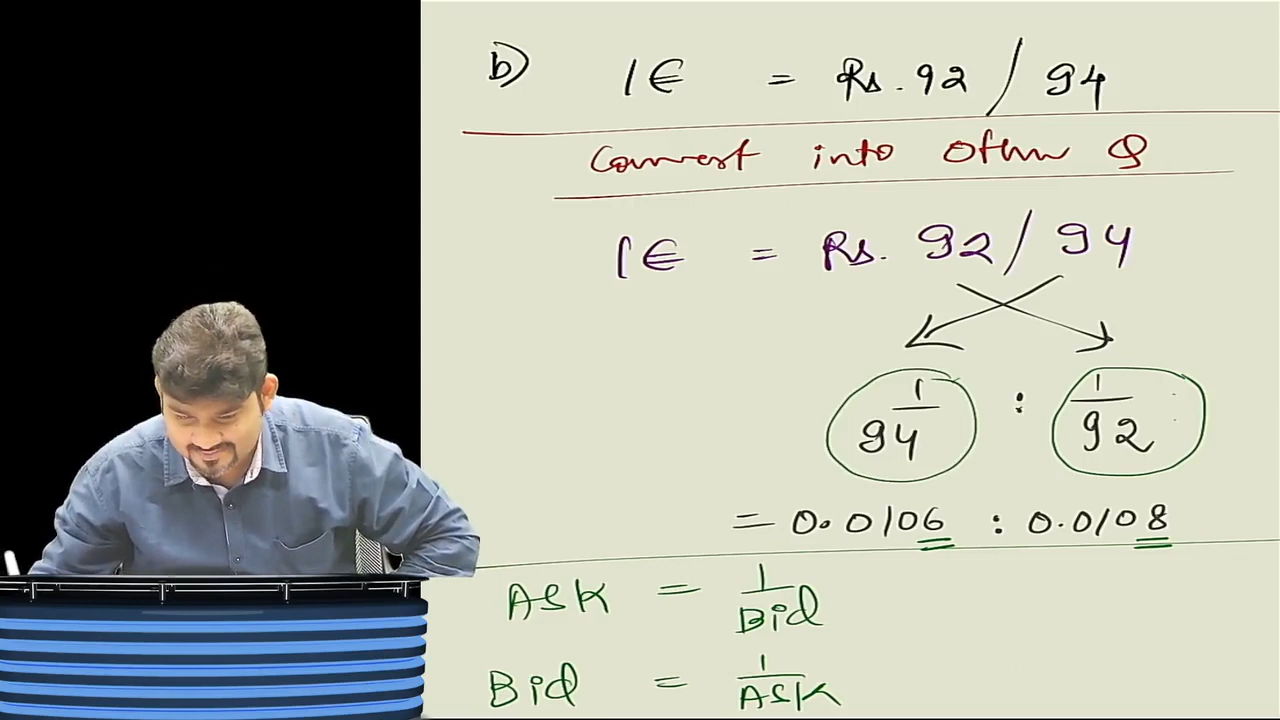 b) 1€ = Rs. 92 / 94
Convert into Other Q
1€ = Rs. 92 / 94
1/94 : 1/92
= 0.0106 : 0.0108
ASK = 1/Bid
Bid = 1/ASK